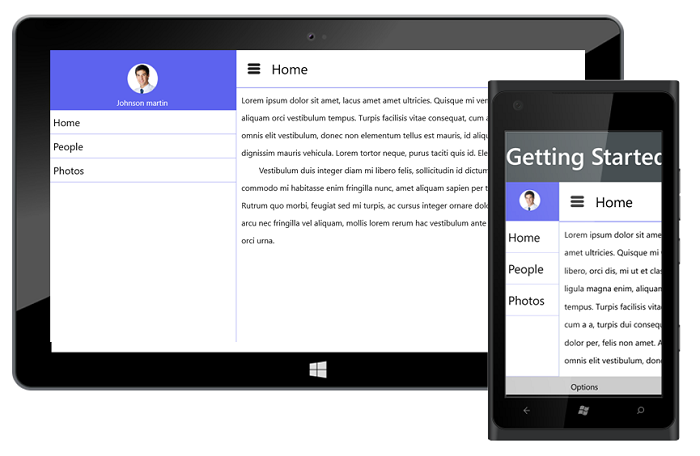 Johnson martin
Home
People
Photos
Home
Lorem ipsum dolor sit amet, lacus amet amet ultricies. Quisque mi ven
aliquam orci vestibulum tempus. Turpis facilisis vitae consequat, cum a
omnis elit vestibulum, donec non elementum tellus est mauris, id aliqu
dignissim mauris vehicula. Lorem tortor neque, purus taciti quis id. Ele
Vestibulum duis integer diam mi libero felis, sollicitudin id dictum
commodo mi habitasse enim fringilla nunc, amet aliquam sapien per t
Rutrum quo morbi, feugiat sed mi turpis, ac cursus integer ornare dolo
arcu nec fringilla vel aliquam, mollis lorem rerum hac vestibulum ante
orci urna.
Getting Started
Home
Home
People
Photos
Lorem ipsum dolor sit
amet ultricies. Quisque mi
libero, orci dis, mi ut et clas
ligula magna enim, aliquam
tempus. Turpis facilisis vita
cum a a, turpis dui consequ
dolor per, felis non amet. A
omnis elit vestibulum, don
Options